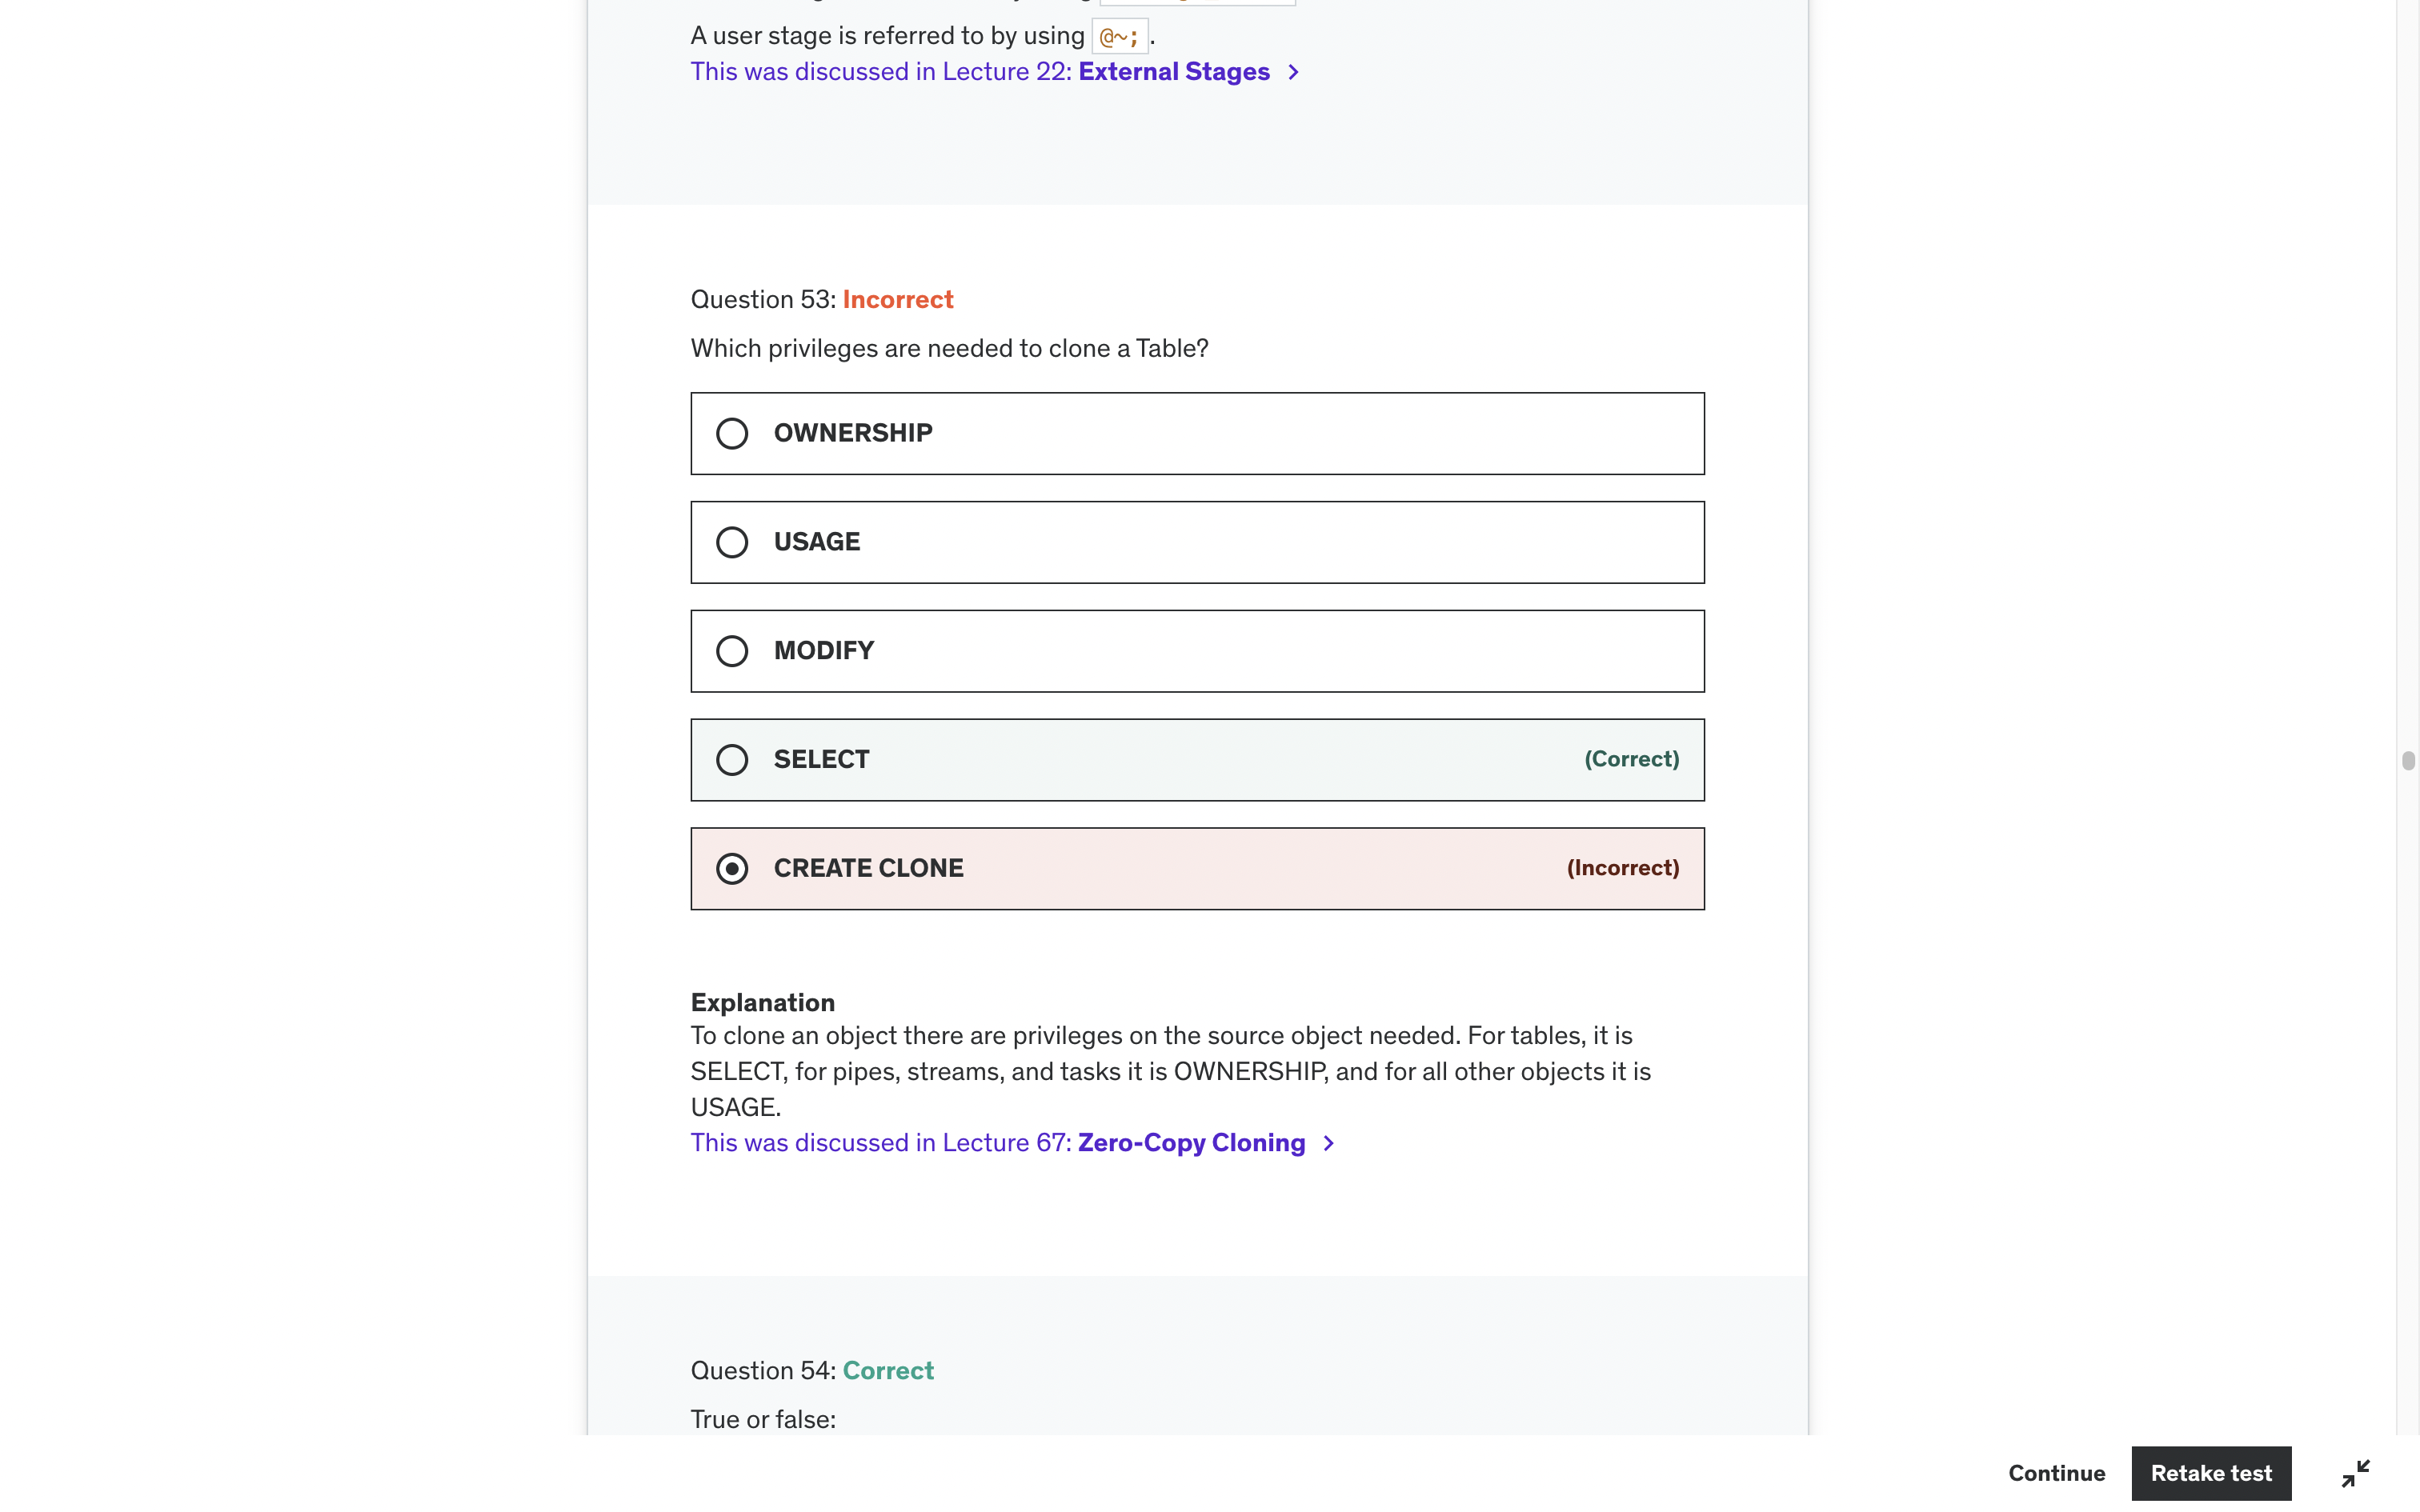 A user stage is referred to by using @~; .
This was discussed in Lecture 22: External Stages >
Question 53: Incorrect
Which privileges are needed to clone a Table?
OWNERSHIP
USAGE
MODIFY
SELECT (Correct)
CREATE CLONE (Incorrect)
Explanation
To clone an object there are privileges on the source object needed. For tables, it is
SELECT, for pipes, streams, and tasks it is OWNERSHIP, and for all other objects it is
USAGE.
This was discussed in Lecture 67: Zero-Copy Cloning >
Question 54: Correct
True or false:
Continue Retake test